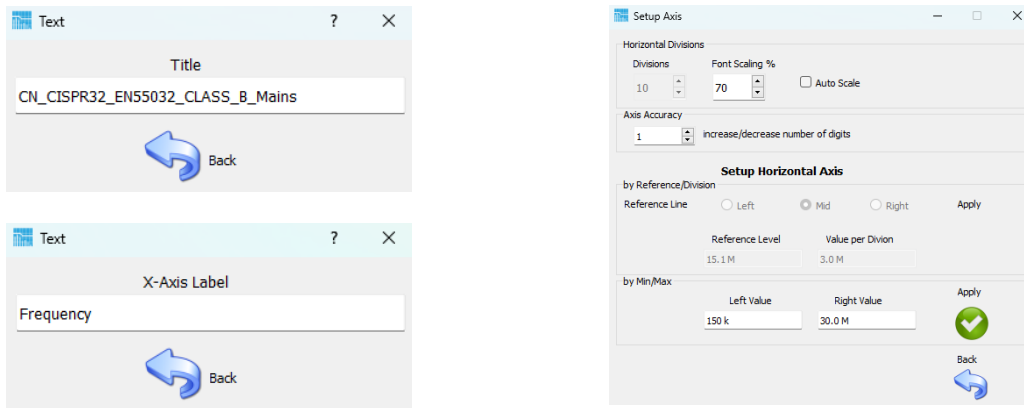 Text ?
Title
CN_CISPR32_EN55032_CLASS_B_Mains
Back
Text ?
X-Axis Label
Frequency
Back
Setup Axis
Horizontal Divisions
Divisions Font Scaling %
10 70 Auto Scale
Axis Accuracy
1 increase/decrease number of digits
Setup Horizontal Axis
by Reference/Division
Reference Line Left Mid Right Apply
Reference Level Value per Divion
15.1 M 3.0 M
by Min/Max
Left Value Right Value Apply
150 k 30.0 M
Back